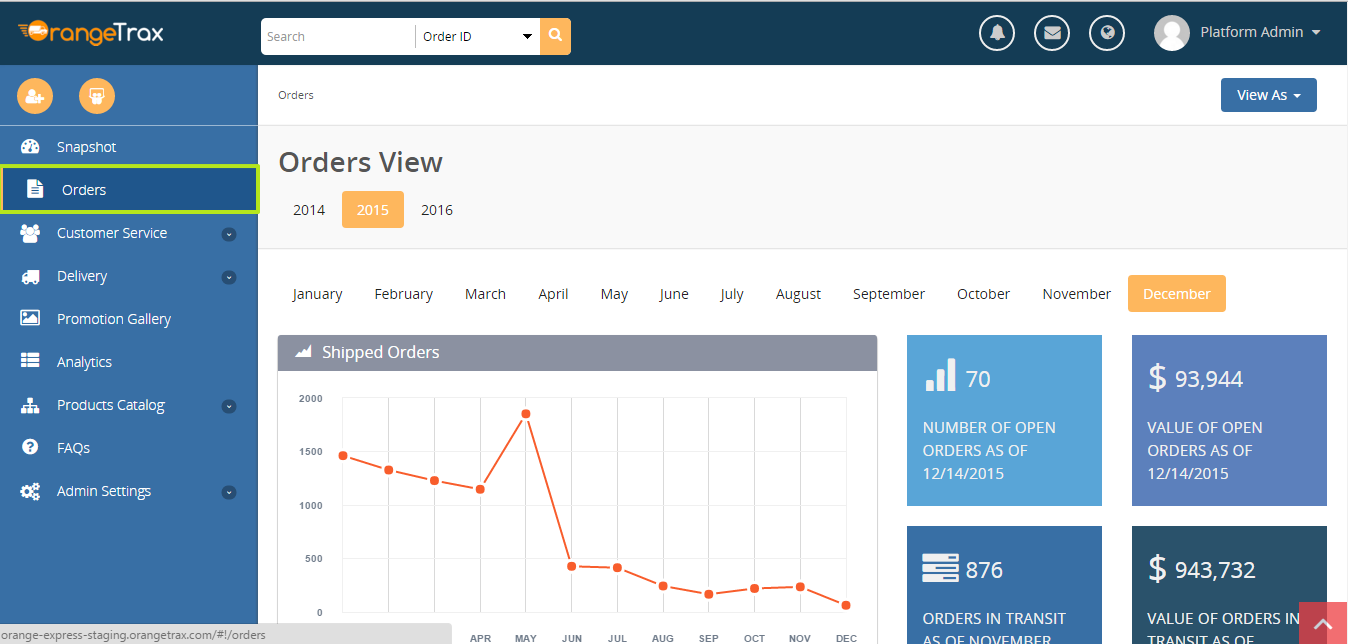 OrangeTrax
Search
Order ID
Platform Admin
Orders
View As
Snapshot
Orders
Customer Service
Delivery
Promotion Gallery
Analytics
Products Catalog
FAQs
Admin Settings
Orders View
2014 2015 2016
January February March April May June July August September October November December
Shipped Orders
2000
1500
1000
500
0
APR MAY JUN JUL AUG SEP OCT NOV DEC
70
NUMBER OF OPEN
ORDERS AS OF
12/14/2015
$ 93,944
VALUE OF OPEN
ORDERS AS OF
12/14/2015
876
ORDERS IN TRANSIT
AS OF NOVEMBER
$ 943,732
VALUE OF ORDERS IN
TRANSIT AS OF
orange-express-staging.orangetrax.com/#!/orders